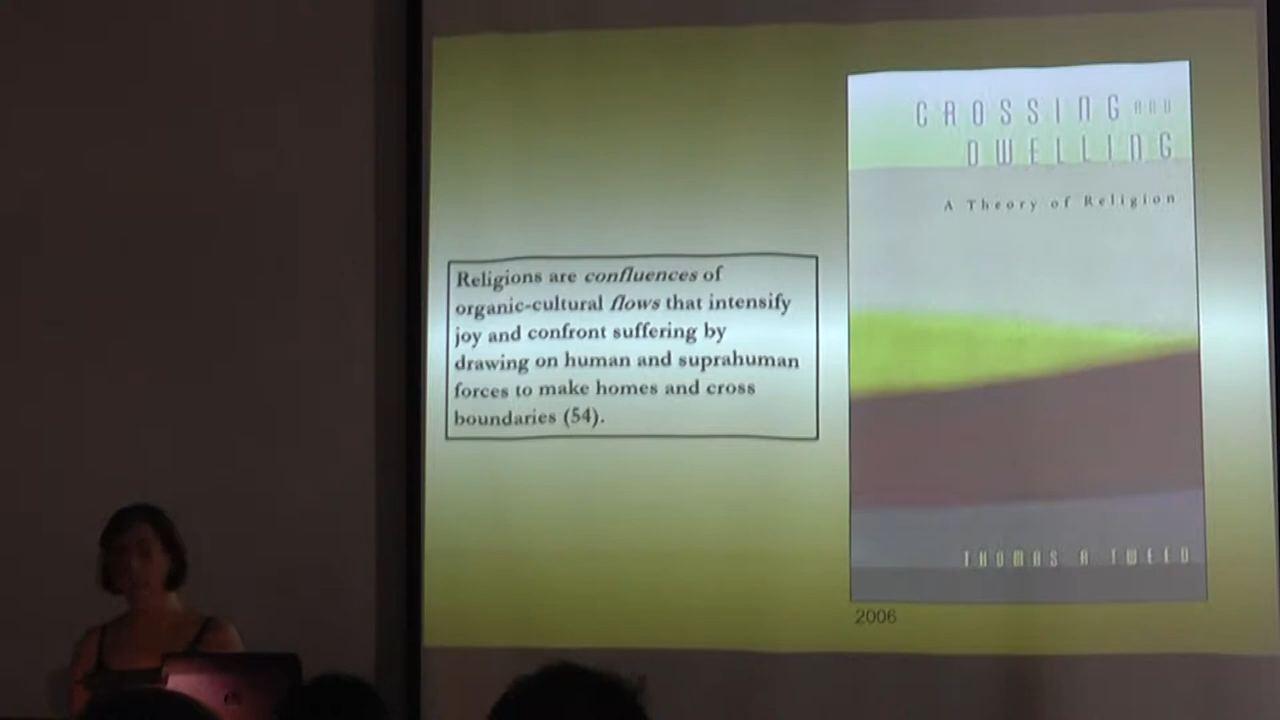 CROSSING AND
DWELLING
A Theory of Religion
Religions are confluences of
organic-cultural flows that intensify
joy and confront suffering by
drawing on human and suprahuman
forces to make homes and cross
boundaries (54).
THOMAS A TWEED
2006